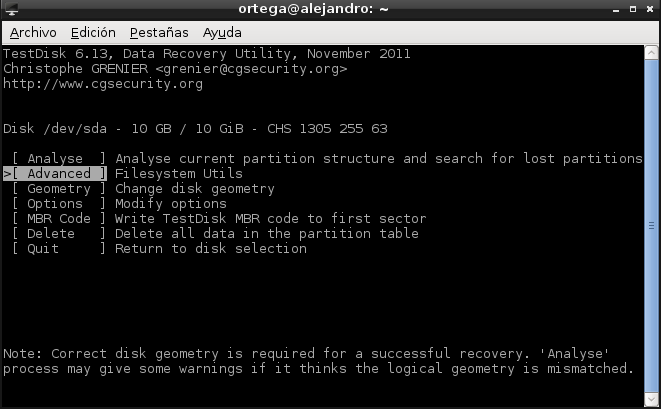 ortega@alejandro: ~
Archivo Edición Pestañas Ayuda
TestDisk 6.13, Data Recovery Utility, November 2011
Christophe GRENIER <grenier@cgsecurity.org>
http://www.cgsecurity.org
Disk /dev/sda - 10 GB / 10 GiB - CHS 1305 255 63
[ Analyse  ] Analyse current partition structure and search for lost partitions
>[ Advanced ] Filesystem Utils
[ Geometry ] Change disk geometry
[ Options  ] Modify options
[ MBR Code ] Write TestDisk MBR code to first sector
[ Delete   ] Delete all data in the partition table
[ Quit     ] Return to disk selection
Note: Correct disk geometry is required for a successful recovery. 'Analyse'
process may give some warnings if it thinks the logical geometry is mismatched.